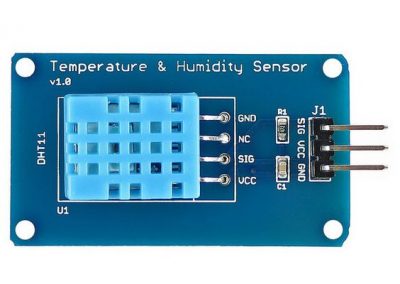 Temperature & Humidity Sensor
v1.0
DHT11
U1
GND
NC
SIG
VCC
R1
C1
J1
SIG
VCC
GND